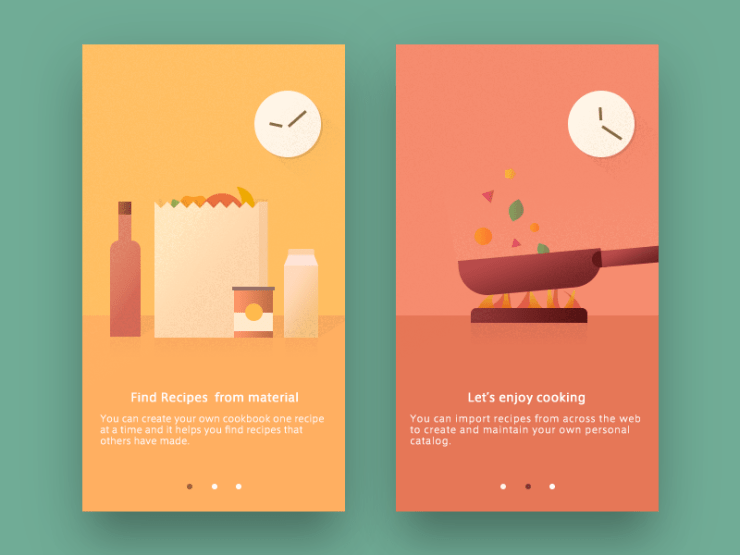 Find Recipes  from material
You can create your own cookbook one recipe
at a time and it helps you find recipes that
others have made.
Let's enjoy cooking
You can import recipes from across the web
to create and maintain your own personal
catalog.